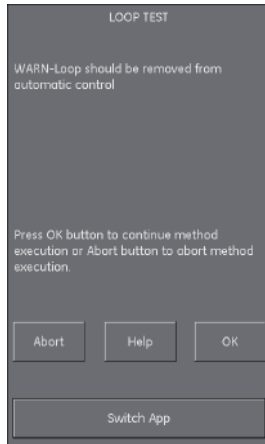 LOOP TEST
WARN-Loop should be removed from
automatic control
Press OK button to continue method
execution or Abort button to abort method
execution.
Abort
Help
OK
Switch App